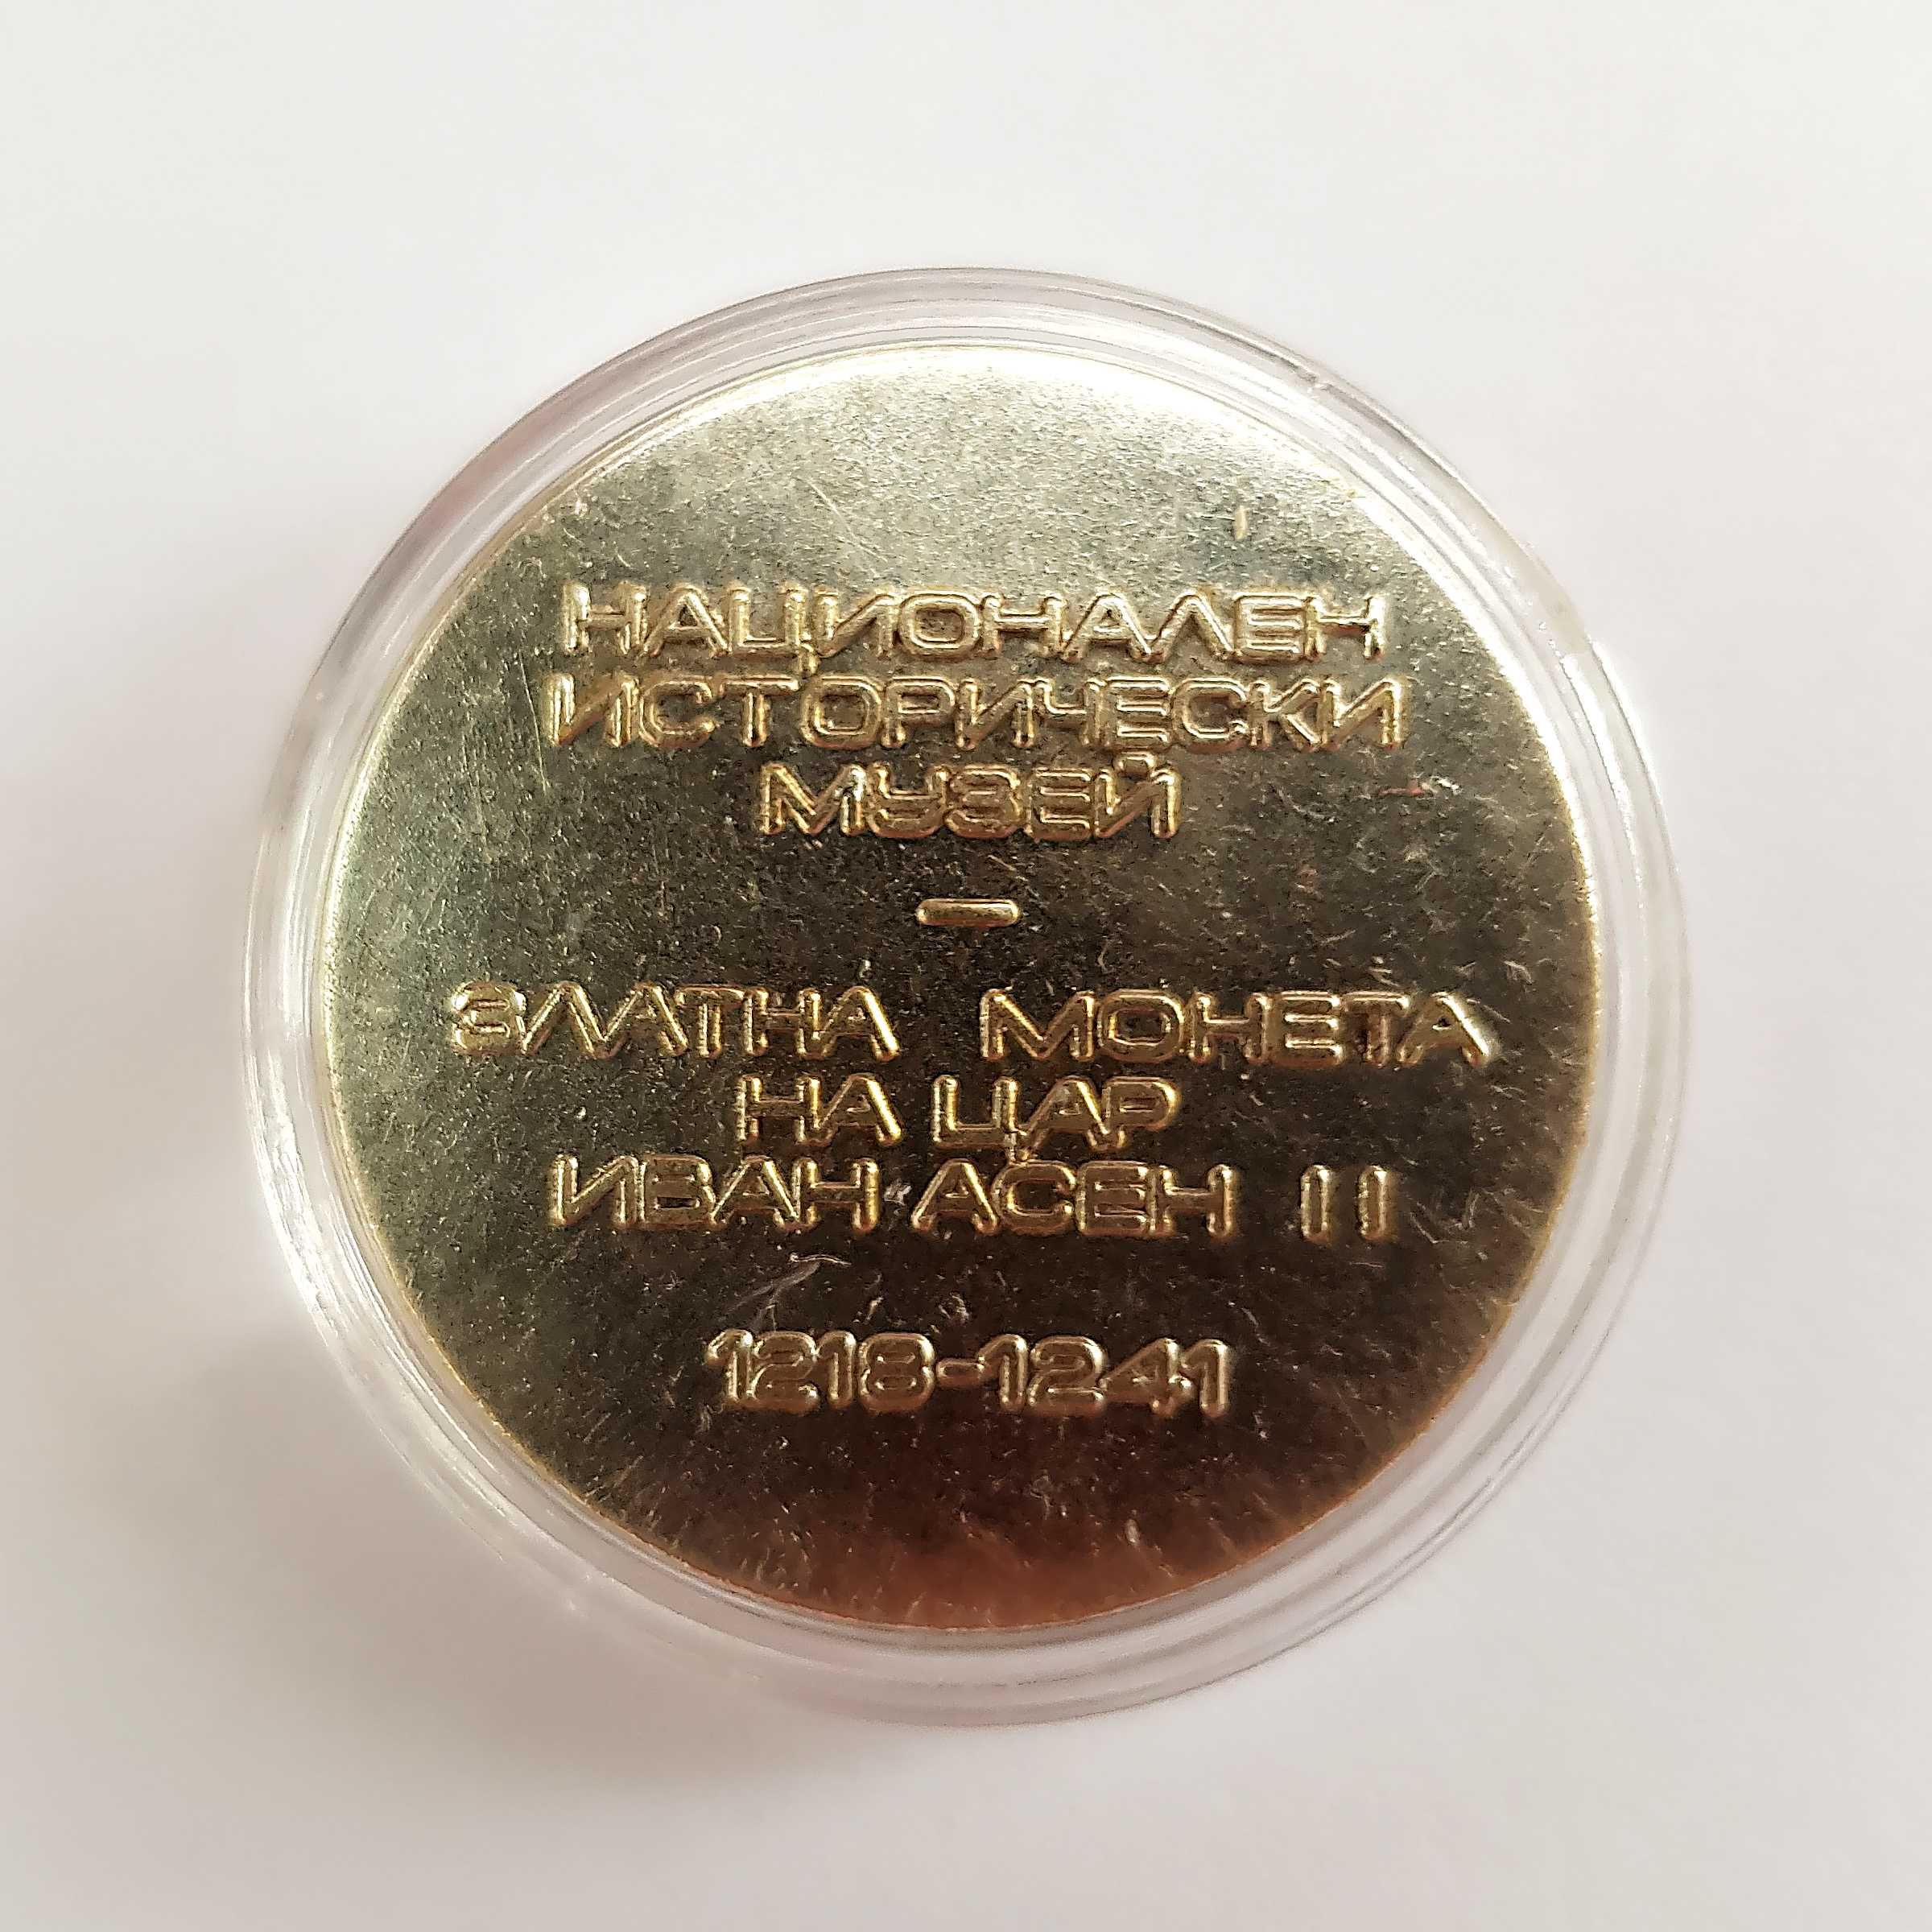 НАЦИОНАЛЕН
ИСТОРИЧЕСКИ
МУЗЕЙ
-
ЗЛАТНА МОНЕТА
НА ЦАР
ИВАН АСЕН II
1218-1241